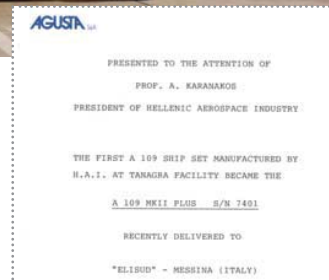 AGUSTA SpA
PRESENTED TO THE ATTENTION OF
PROF. A. KARANAKOS
PRESIDENT OF HELLENIC AEROSPACE INDUSTRY
THE FIRST A 109 SHIP SET MANUFACTURED BY
H.A.I. AT TANAGRA FACILITY BECAME THE
A 109 MKII PLUS S/N 7401
RECENTLY DELIVERED TO
"ELISUD" - MESSINA (ITALY)